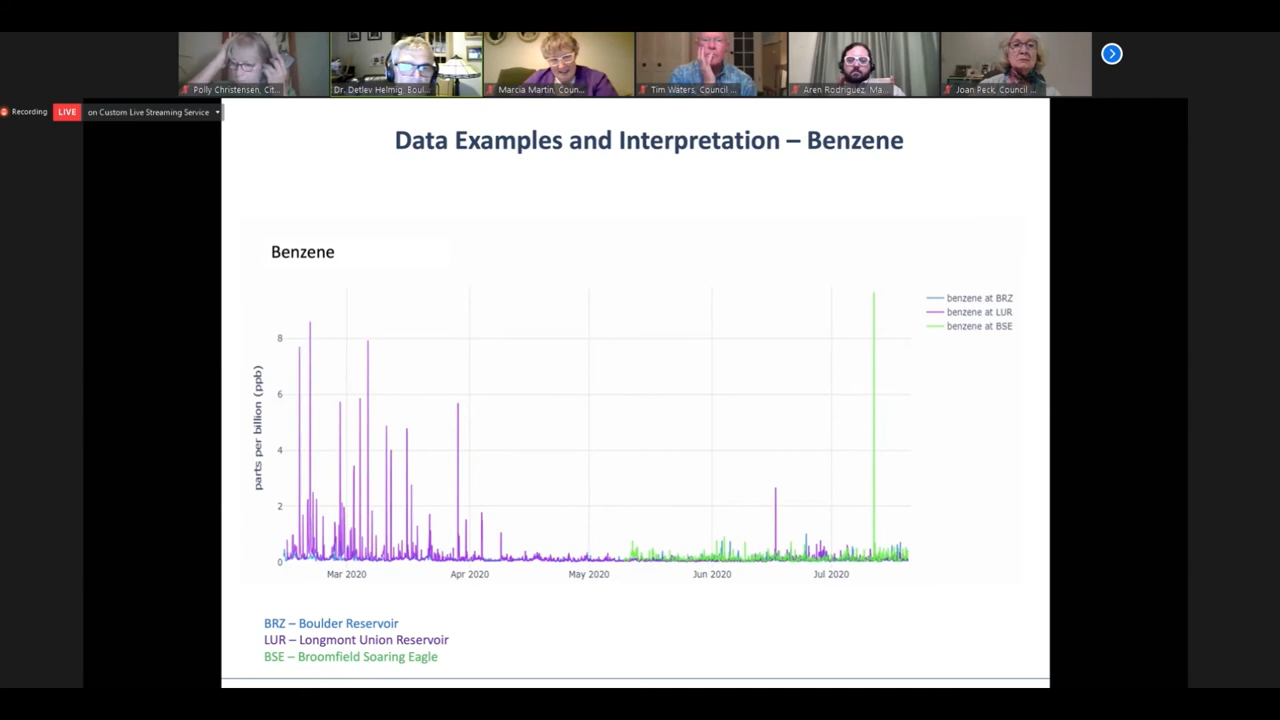 Polly Christensen, Cit...
Dr. Detlev Helmig, Boul...
Marcia Martin, Coun...
Tim Waters, Council ...
Aren Rodriguez, Ma...
Joan Peck, Council ...
Recording
LIVE
on Custom Live Streaming Service
Data Examples and Interpretation – Benzene
Benzene
benzene at BRZ
benzene at LUR
benzene at BSE
parts per billion (ppb)
8
6
4
2
0
Mar 2020
Apr 2020
May 2020
Jun 2020
Jul 2020
BRZ – Boulder Reservoir
LUR – Longmont Union Reservoir
BSE – Broomfield Soaring Eagle